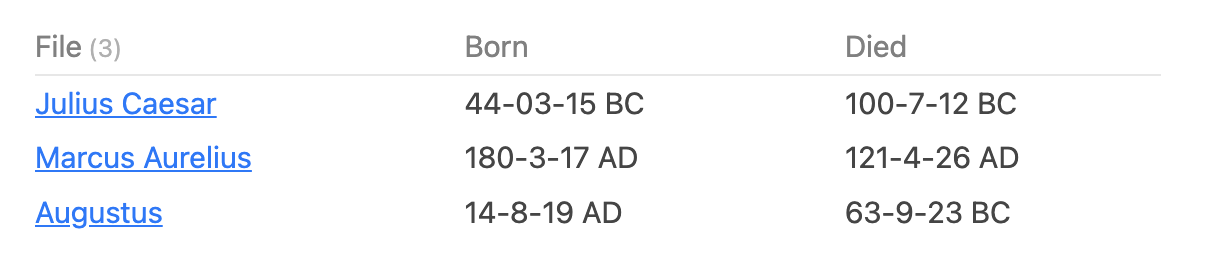 File (3) Born Died
Julius Caesar 44-03-15 BC 100-7-12 BC
Marcus Aurelius 180-3-17 AD 121-4-26 AD
Augustus 14-8-19 AD 63-9-23 BC